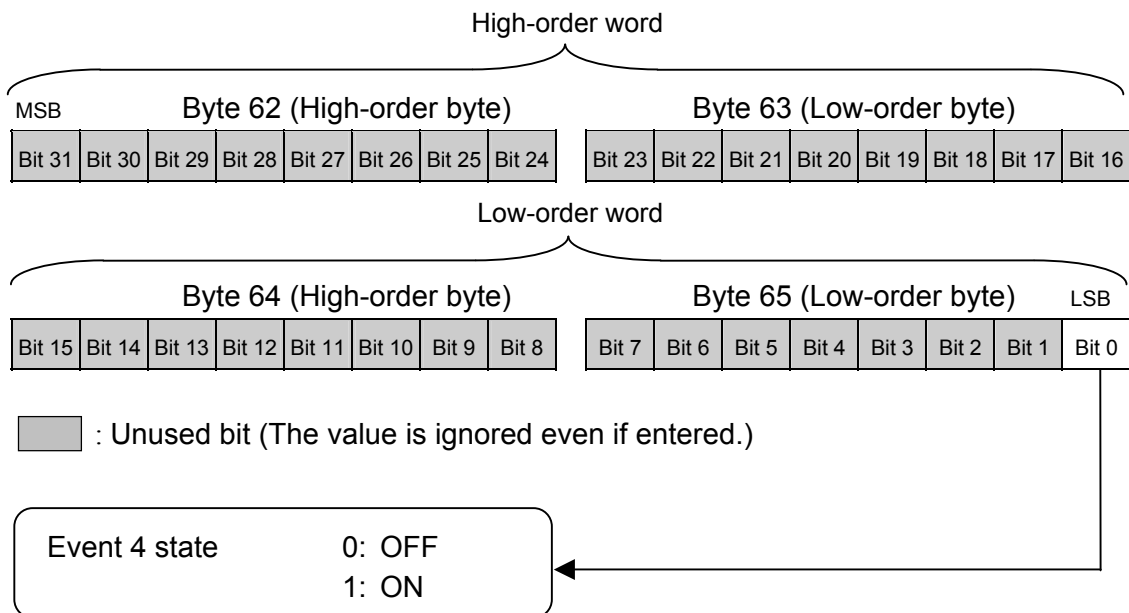 High-order word
MSB Byte 62 (High-order byte) Byte 63 (Low-order byte)
Bit 31 Bit 30 Bit 29 Bit 28 Bit 27 Bit 26 Bit 25 Bit 24 Bit 23 Bit 22 Bit 21 Bit 20 Bit 19 Bit 18 Bit 17 Bit 16
Low-order word
Byte 64 (High-order byte) Byte 65 (Low-order byte) LSB
Bit 15 Bit 14 Bit 13 Bit 12 Bit 11 Bit 10 Bit 9 Bit 8 Bit 7 Bit 6 Bit 5 Bit 4 Bit 3 Bit 2 Bit 1 Bit 0
: Unused bit (The value is ignored even if entered.)
Event 4 state 0: OFF
1: ON